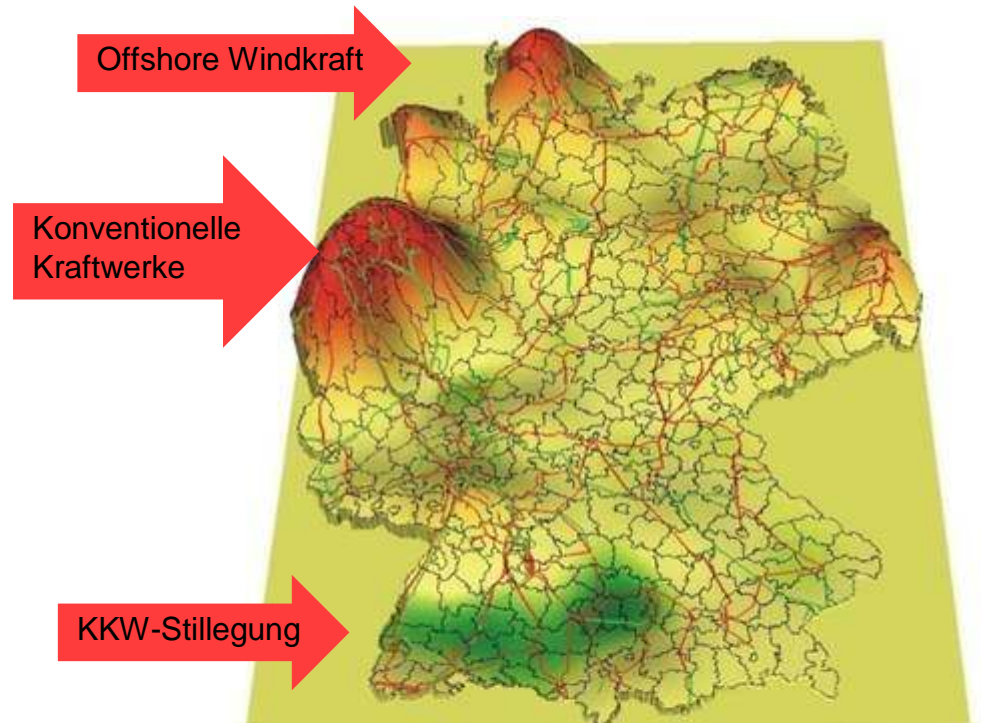 Offshore Windkraft
Konventionelle
Kraftwerke
KKW-Stillegung